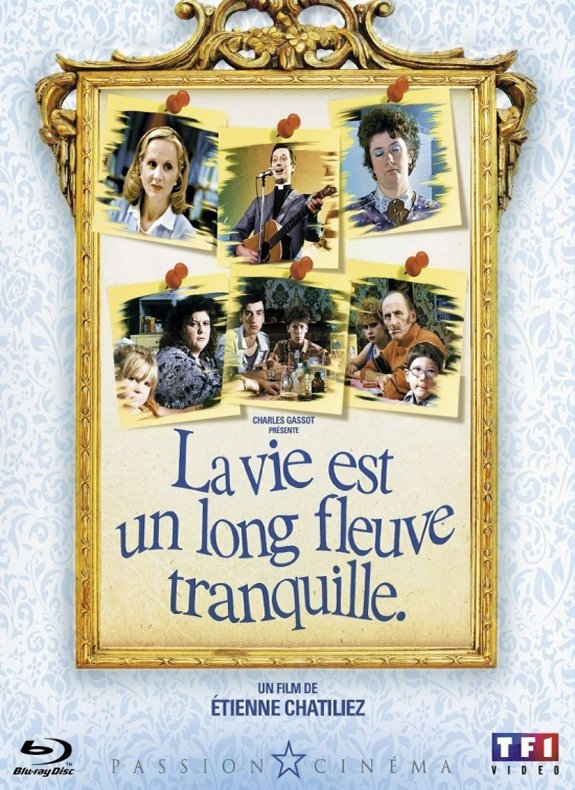 CHARLES GASSOT
PRÉSENTE
La vie est
un long fleuve
tranquille.
UN FILM DE
ÉTIENNE CHATILIEZ
Blu-ray Disc
PASSION CINÉMA
TF1
VIDEO